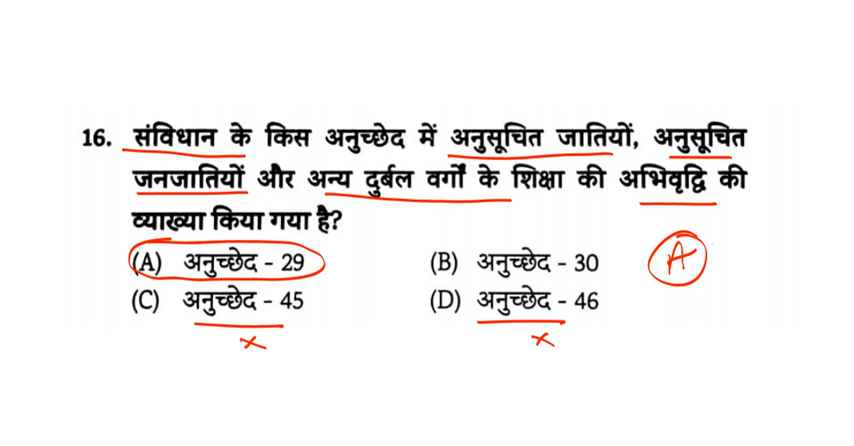 16. संविधान के किस अनुच्छेद में अनुसूचित जातियों, अनुसूचित
जनजातियों और अन्य दुर्बल वर्गों के शिक्षा की अभिवृद्धि की
व्याख्या किया गया है?
(A) अनुच्छेद - 29 (B) अनुच्छेद - 30 A
(C) अनुच्छेद - 45 (D) अनुच्छेद - 46
x x